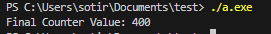 PS C:\Users\sotir\Documents\test> ./a.exe
Final Counter Value: 400